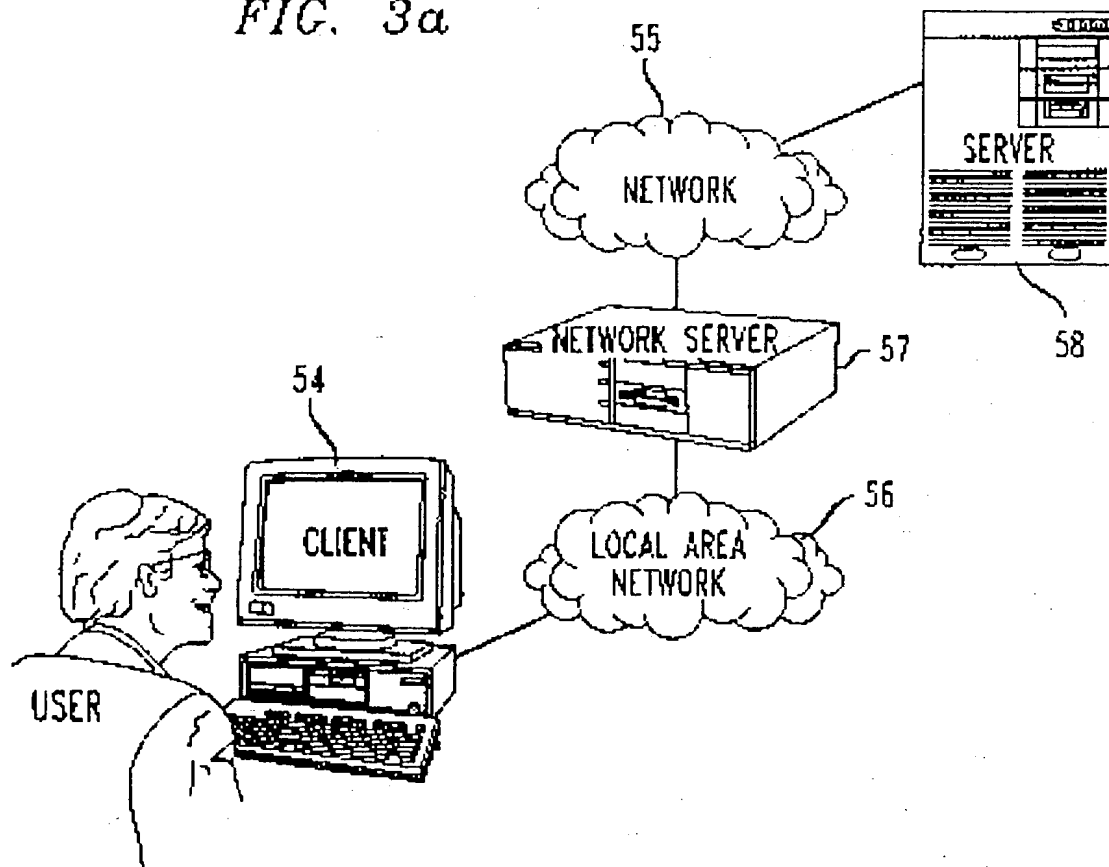 FIG. 3a
55
NETWORK
SERVER
58
NETWORK SERVER
57
54
CLIENT
56
LOCAL AREA
NETWORK
USER